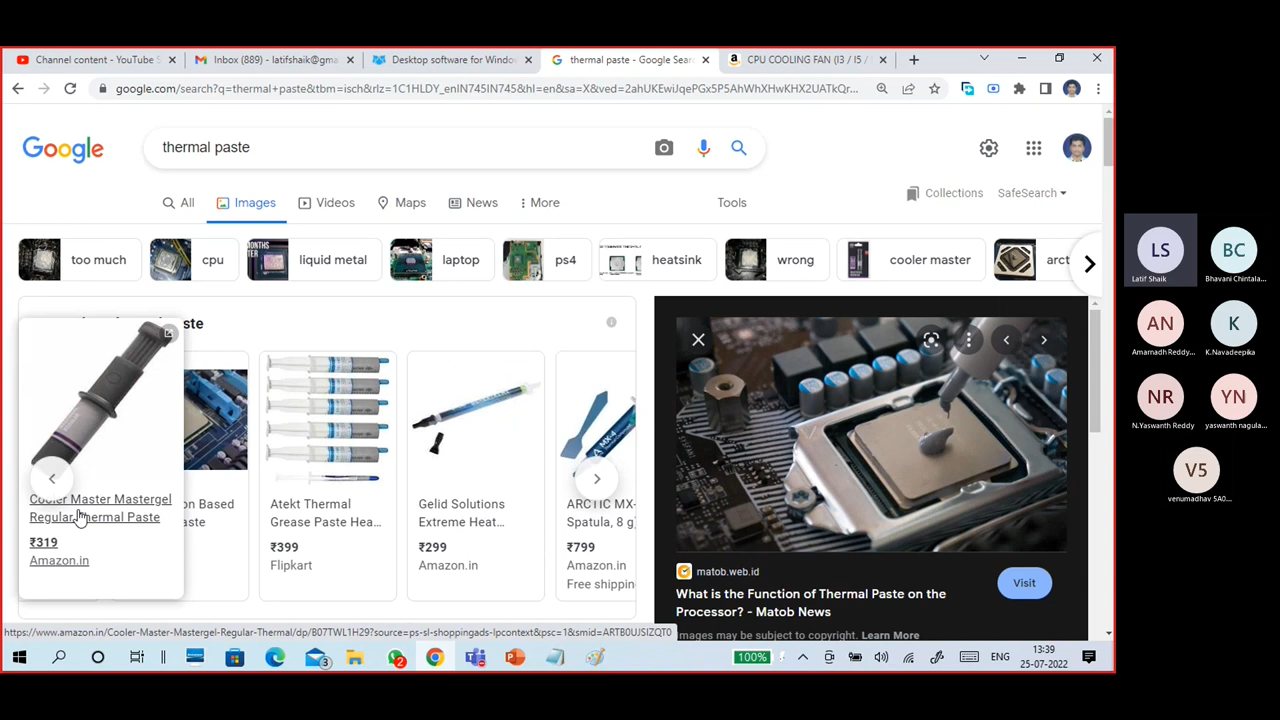 Channel content - YouTube S
Inbox (889) - latifshaik@gm
Desktop software for Window
thermal paste - Google Sear
CPU COOLING FAN (I3 / I5 /
google.com/search?q=thermal+paste&tbm=isch&rlz=1C1HLDY_enIN745IN745&hl=en&sa=X&ved=2ahUKEwiJqePGx5P5AhWhXHwKHX2UATkQr...
Google
thermal paste
All
Images
Videos
Maps
News
More
Tools
Collections
SafeSearch
too much
cpu
MONTHS
liquid metal
laptop
ps4
heatsink
wrong
cooler master
arct
ste
Cooler Master Mastergel
Regular Thermal Paste
₹319
Amazon.in
on Based
aste
Atekt Thermal
Grease Paste Hea...
₹399
Flipkart
Gelid Solutions
Extreme Heat...
₹299
Amazon.in
ARCTIC MX-
Spatula, 8 g)
₹799
Amazon.in
Free shippin
matob.web.id
What is the Function of Thermal Paste on the
Processor? - Matob News
Visit
Images may be subject to copyright. Learn More
https://www.amazon.in/Cooler-Master-Mastergel-Regular-Thermal/dp/B07TWL1H29?source=ps-sl-shoppingads-lpcontext&psc=1&smid=ARTB0UJSIZQT0
3
2
100%
ENG
13:39
25-07-2022
LS
Latif Shaik
BC
Bhavani Chintala...
AN
Amarnadh Reddy...
K
K.Navadeepika
NR
N.Yaswanth Reddy
YN
yaswanth nagula...
V5
venumadhav 5A0...